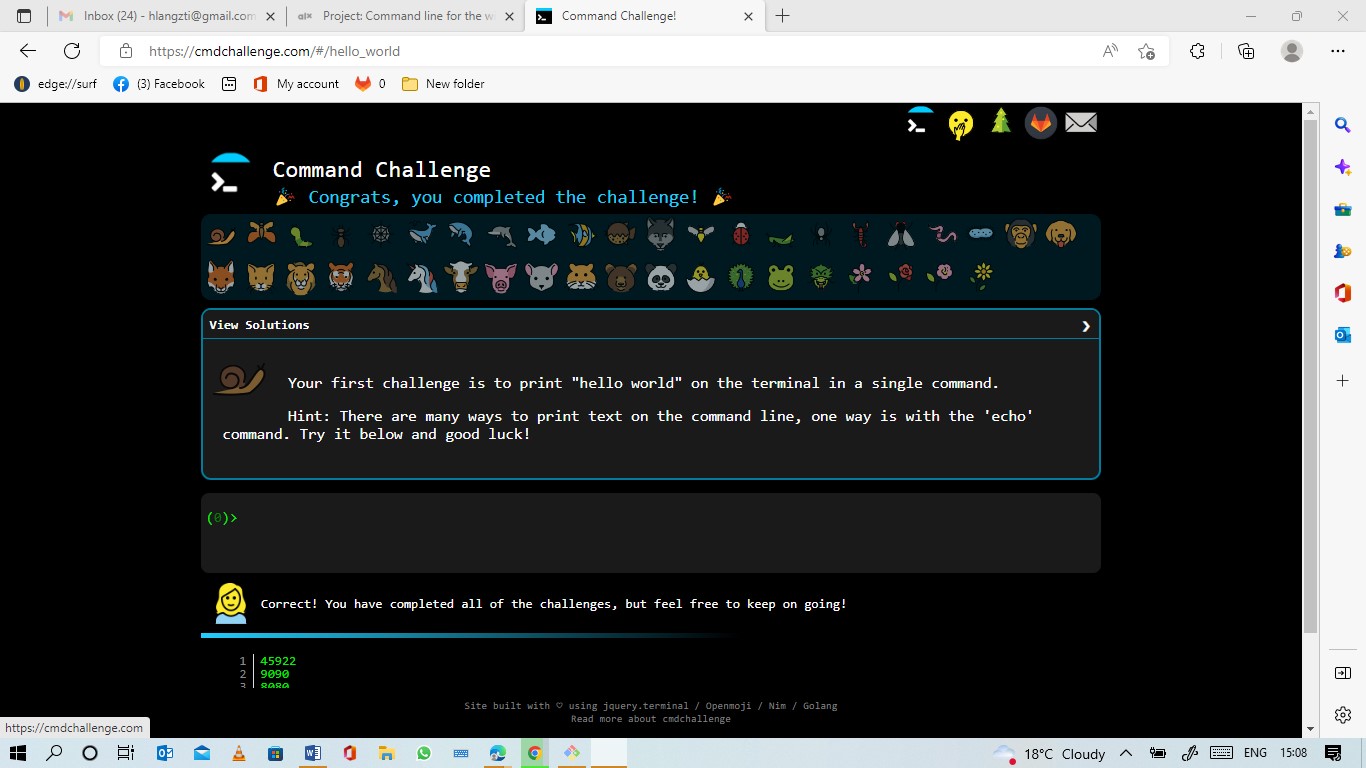 Inbox (24) - hlangzti@gmail.com
alx Project: Command line for the w
Command Challenge!
https://cmdchallenge.com/#/hello_world
edge://surf
(3) Facebook
My account
0
New folder
Command Challenge
Congrats, you completed the challenge!
View Solutions
Your first challenge is to print "hello world" on the terminal in a single command.
Hint: There are many ways to print text on the command line, one way is with the 'echo'
command. Try it below and good luck!
(0)>
Correct! You have completed all of the challenges, but feel free to keep on going!
1 45922
2 9090
3 8080
Site built with ♡ using jquery.terminal / Openmoji / Nim / Golang
Read more about cmdchallenge
https://cmdchallenge.com
18°C Cloudy
ENG
15:08